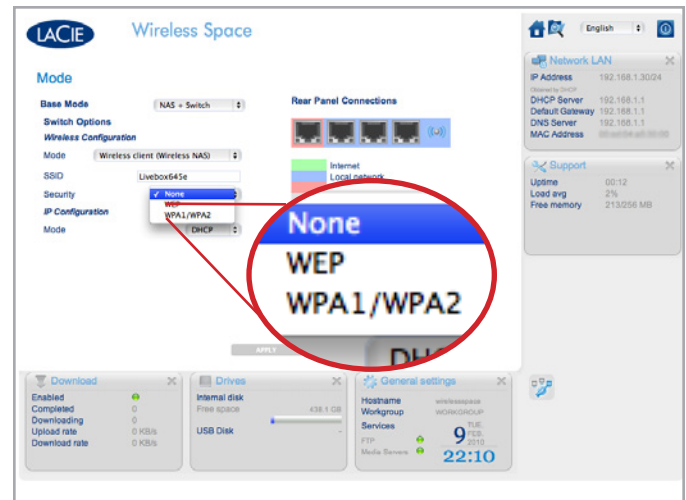 LACIE
Wireless Space
English
Mode
Base Mode
NAS + Switch
Switch Options
Wireless Configuration
Mode
Wireless client (Wireless NAS)
SSID
Livebox645e
Security
✓ None
WEP
WPA1/WPA2
IP Configuration
Mode
DHCP
Rear Panel Connections
Internet
Local network
None
WEP
WPA1/WPA2
APPLY
Network LAN
IP Address 192.168.1.30/24
Obtained by DHCP
DHCP Server 192.168.1.1
Default Gateway 192.168.1.1
DNS Server 192.168.1.1
MAC Address
Support
Uptime 00:12
Load avg 2%
Free memory 213/256 MB
Download
Enabled
Completed 0
Downloading 0
Upload rate 0 KB/s
Download rate 0 KB/s
Drives
Internal disk
Free space 438.1 GB
USB Disk -
General settings
Hostname wirelessspace
Workgroup WORKGROUP
Services
FTP
Media Servers
TUE.
9 FEB.
2010
22:10